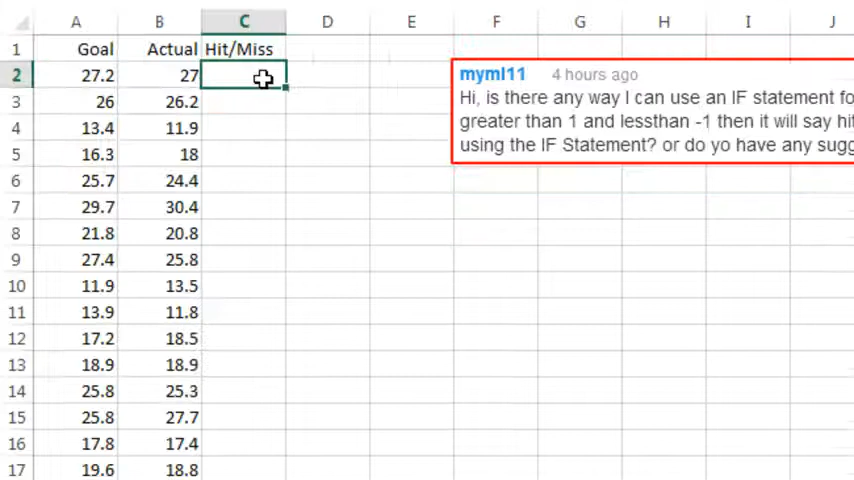 A B C D E F G H I J
1 Goal Actual Hit/Miss
2 27.2 27
3 26 26.2
4 13.4 11.9
5 16.3 18
6 25.7 24.4
7 29.7 30.4
8 21.8 20.8
9 27.4 25.8
10 11.9 13.5
11 13.9 11.8
12 17.2 18.5
13 18.9 18.9
14 25.8 25.3
15 25.8 27.7
16 17.8 17.4
17 19.6 18.8
myml11 4 hours ago
Hi, is there any way I can use an IF statement fo
greater than 1 and lessthan -1 then it will say hit
using the IF Statement? or do yo have any sugg